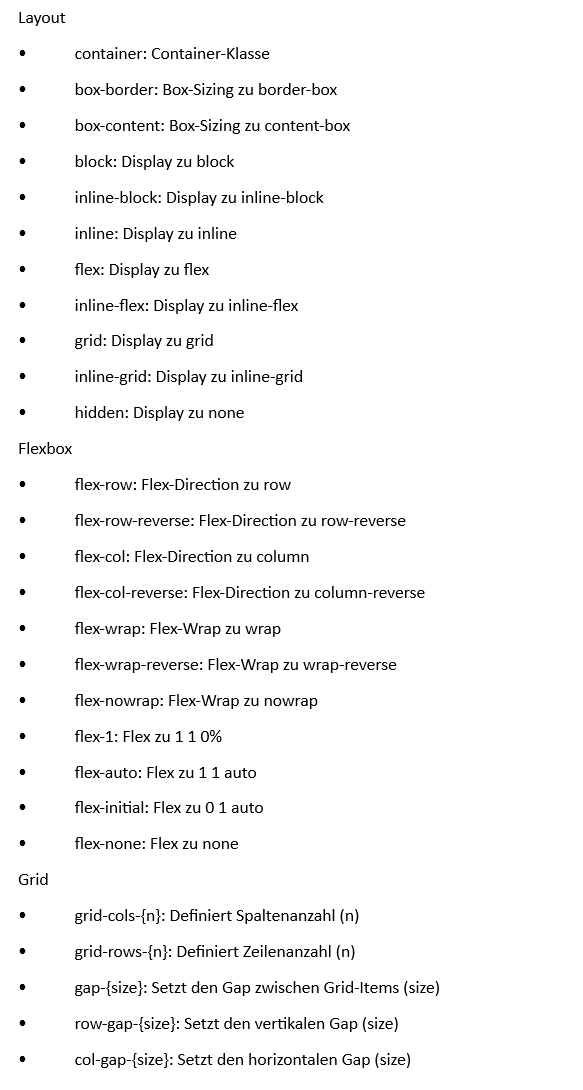 Layout
• container: Container-Klasse
• box-border: Box-Sizing zu border-box
• box-content: Box-Sizing zu content-box
• block: Display zu block
• inline-block: Display zu inline-block
• inline: Display zu inline
• flex: Display zu flex
• inline-flex: Display zu inline-flex
• grid: Display zu grid
• inline-grid: Display zu inline-grid
• hidden: Display zu none
Flexbox
• flex-row: Flex-Direction zu row
• flex-row-reverse: Flex-Direction zu row-reverse
• flex-col: Flex-Direction zu column
• flex-col-reverse: Flex-Direction zu column-reverse
• flex-wrap: Flex-Wrap zu wrap
• flex-wrap-reverse: Flex-Wrap zu wrap-reverse
• flex-nowrap: Flex-Wrap zu nowrap
• flex-1: Flex zu 1 1 0%
• flex-auto: Flex zu 1 1 auto
• flex-initial: Flex zu 0 1 auto
• flex-none: Flex zu none
Grid
• grid-cols-{n}: Definiert Spaltenanzahl (n)
• grid-rows-{n}: Definiert Zeilenanzahl (n)
• gap-{size}: Setzt den Gap zwischen Grid-Items (size)
• row-gap-{size}: Setzt den vertikalen Gap (size)
• col-gap-{size}: Setzt den horizontalen Gap (size)